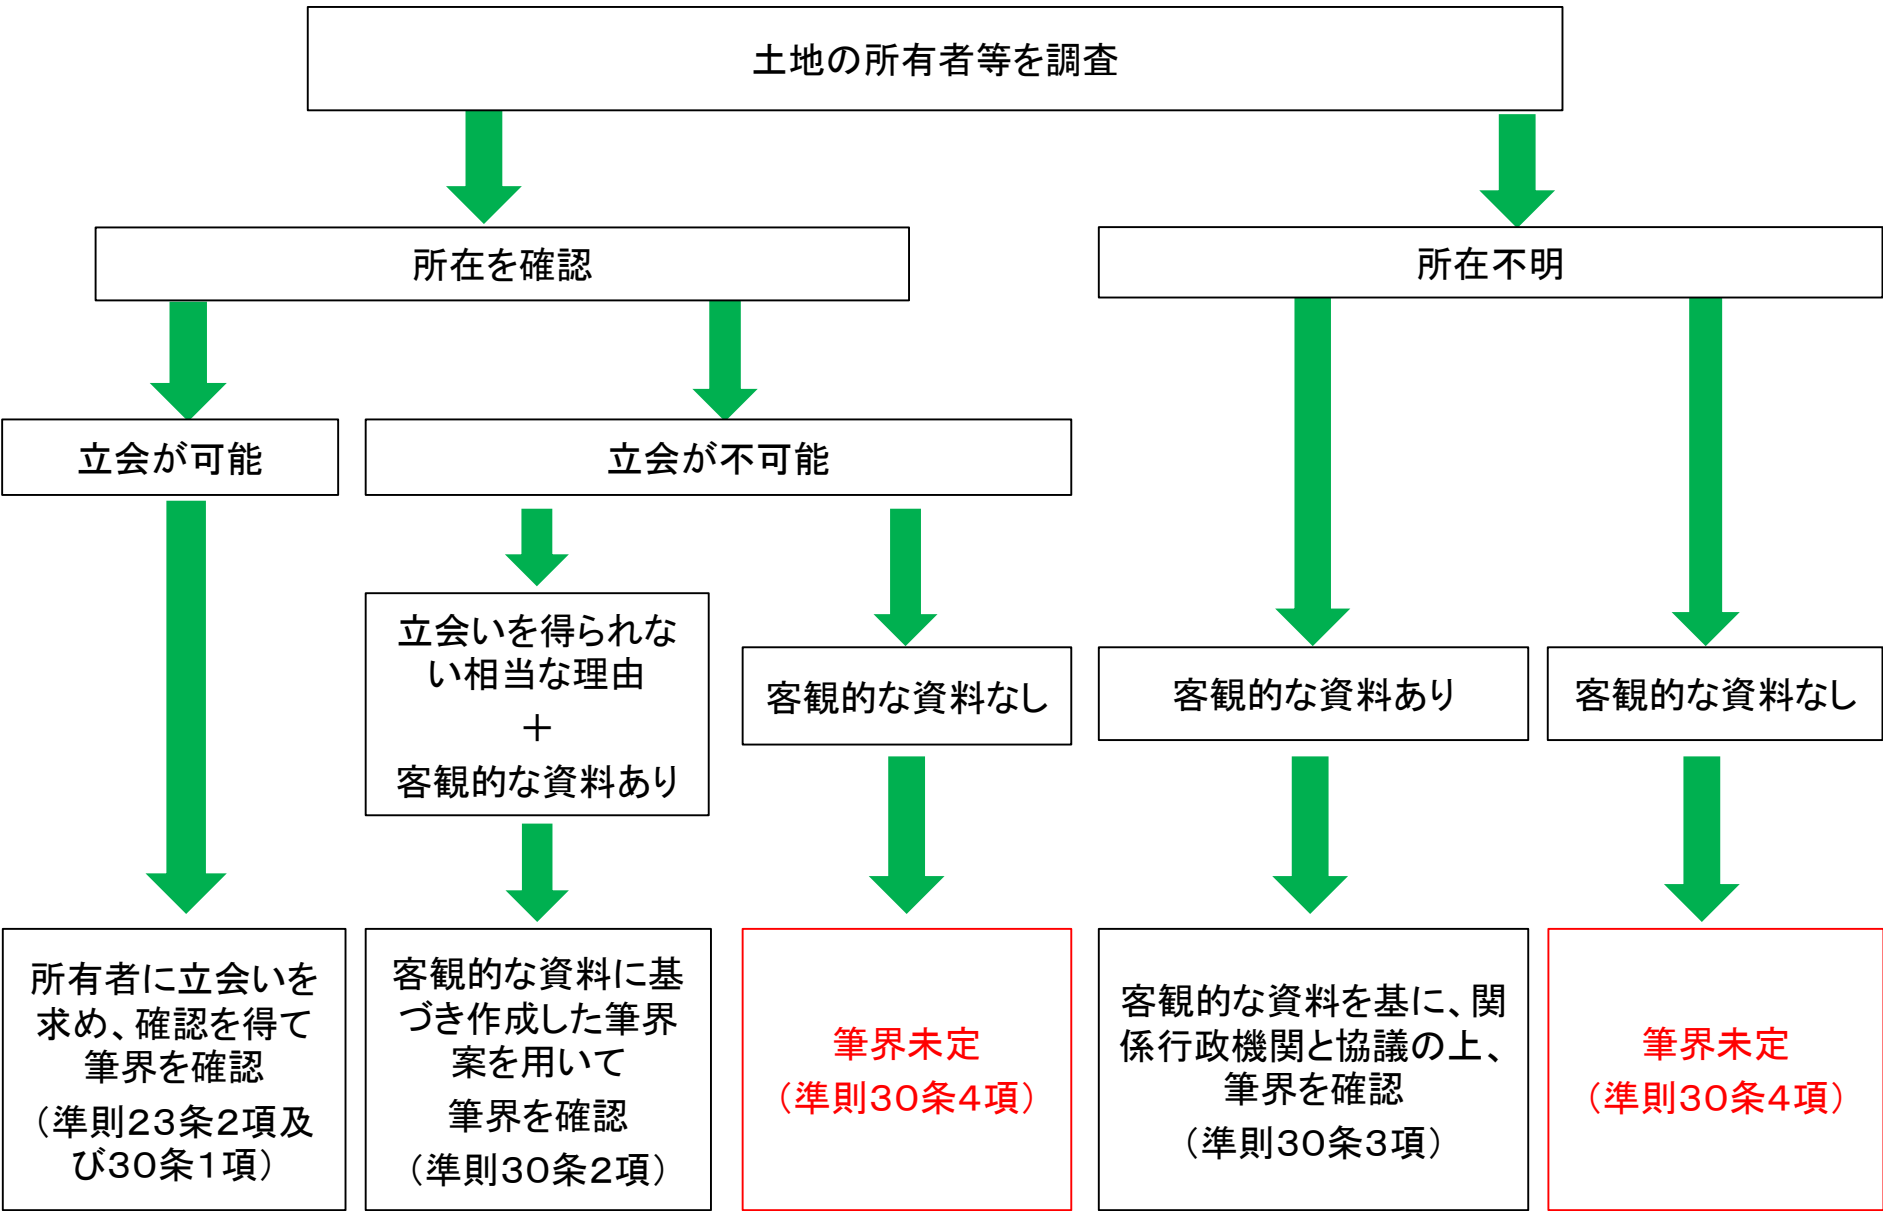 土地の所有者等を調査
所在を確認
所在不明
立会が可能
立会が不可能
立会いを得られな
い相当な理由
＋
客観的な資料あり
客観的な資料なし
客観的な資料あり
客観的な資料なし
所有者に立会いを
求め、確認を得て
筆界を確認
（準則２３条２項及
び３０条１項）
客観的な資料に基
づき作成した筆界
案を用いて
筆界を確認
（準則３０条２項）
筆界未定
（準則３０条４項）
客観的な資料を基に、関
係行政機関と協議の上、
筆界を確認
（準則３０条３項）
筆界未定
（準則３０条４項）